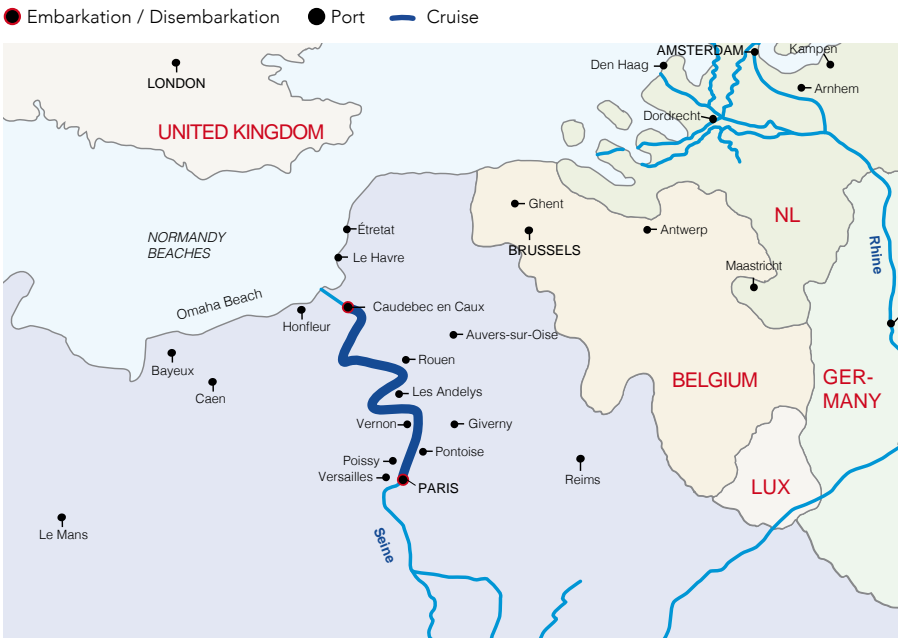 Embarkation / Disembarkation Port Cruise
AMSTERDAM
Kampen
Den Haag
LONDON
Arnhem
Dordrecht
UNITED KINGDOM
Ghent
NL
NORMANDY
BEACHES
Étretat
BRUSSELS
Antwerp
Rhine
Le Havre
Maastricht
Omaha Beach
Caudebec en Caux
Honfleur
Auvers-sur-Oise
Bayeux
Rouen
Caen
Les Andelys
BELGIUM
GER-
MANY
Vernon
Giverny
Pontoise
Poissy
Versailles
PARIS
Reims
LUX
Le Mans
Seine